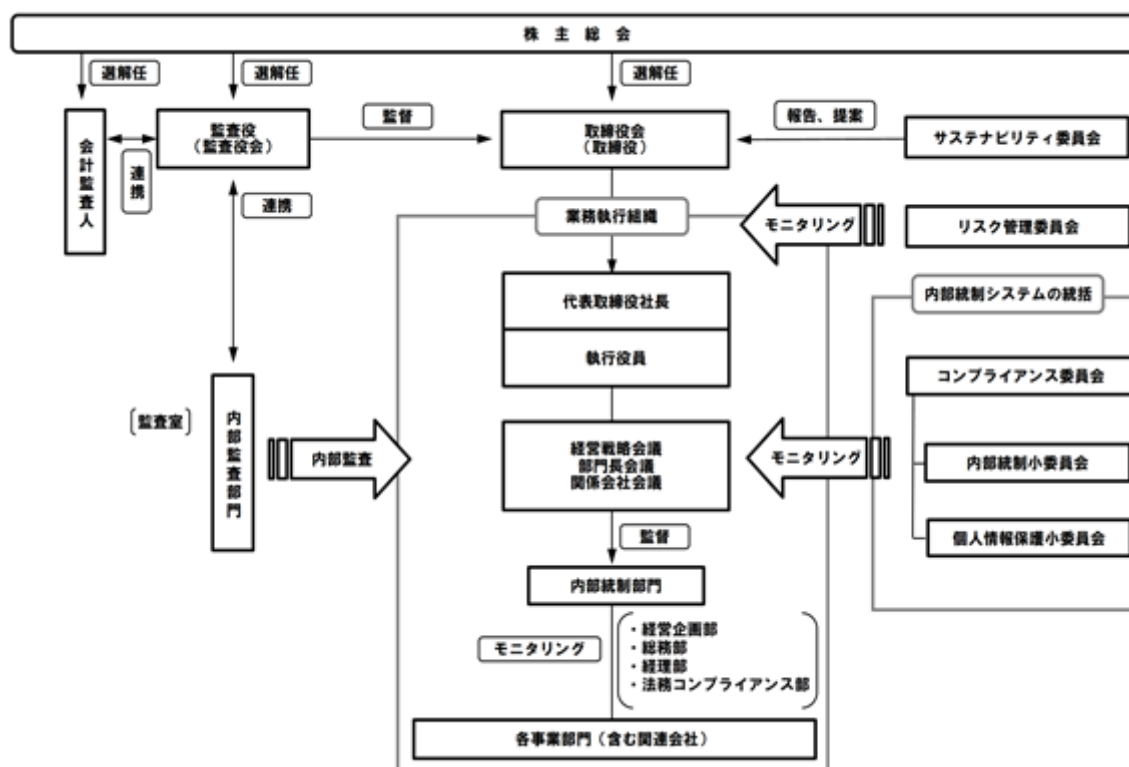 株 主 総 会
選解任
選解任
選解任
会計監査人
連携
監査役
(監査役会)
監督
取締役会
(取締役)
報告、提案
サステナビリティ委員会
連携
業務執行組織
モニタリング
リスク管理委員会
代表取締役社長
執行役員
内部統制システムの統括
コンプライアンス委員会
監査室
内部監査部門
内部監査
経営戦略会議
部門長会議
関係会社会議
モニタリング
内部統制小委員会
個人情報保護小委員会
監督
内部統制部門
モニタリング
・経営企画部
・総務部
・経理部
・法務コンプライアンス部
各事業部門(含む関連会社)